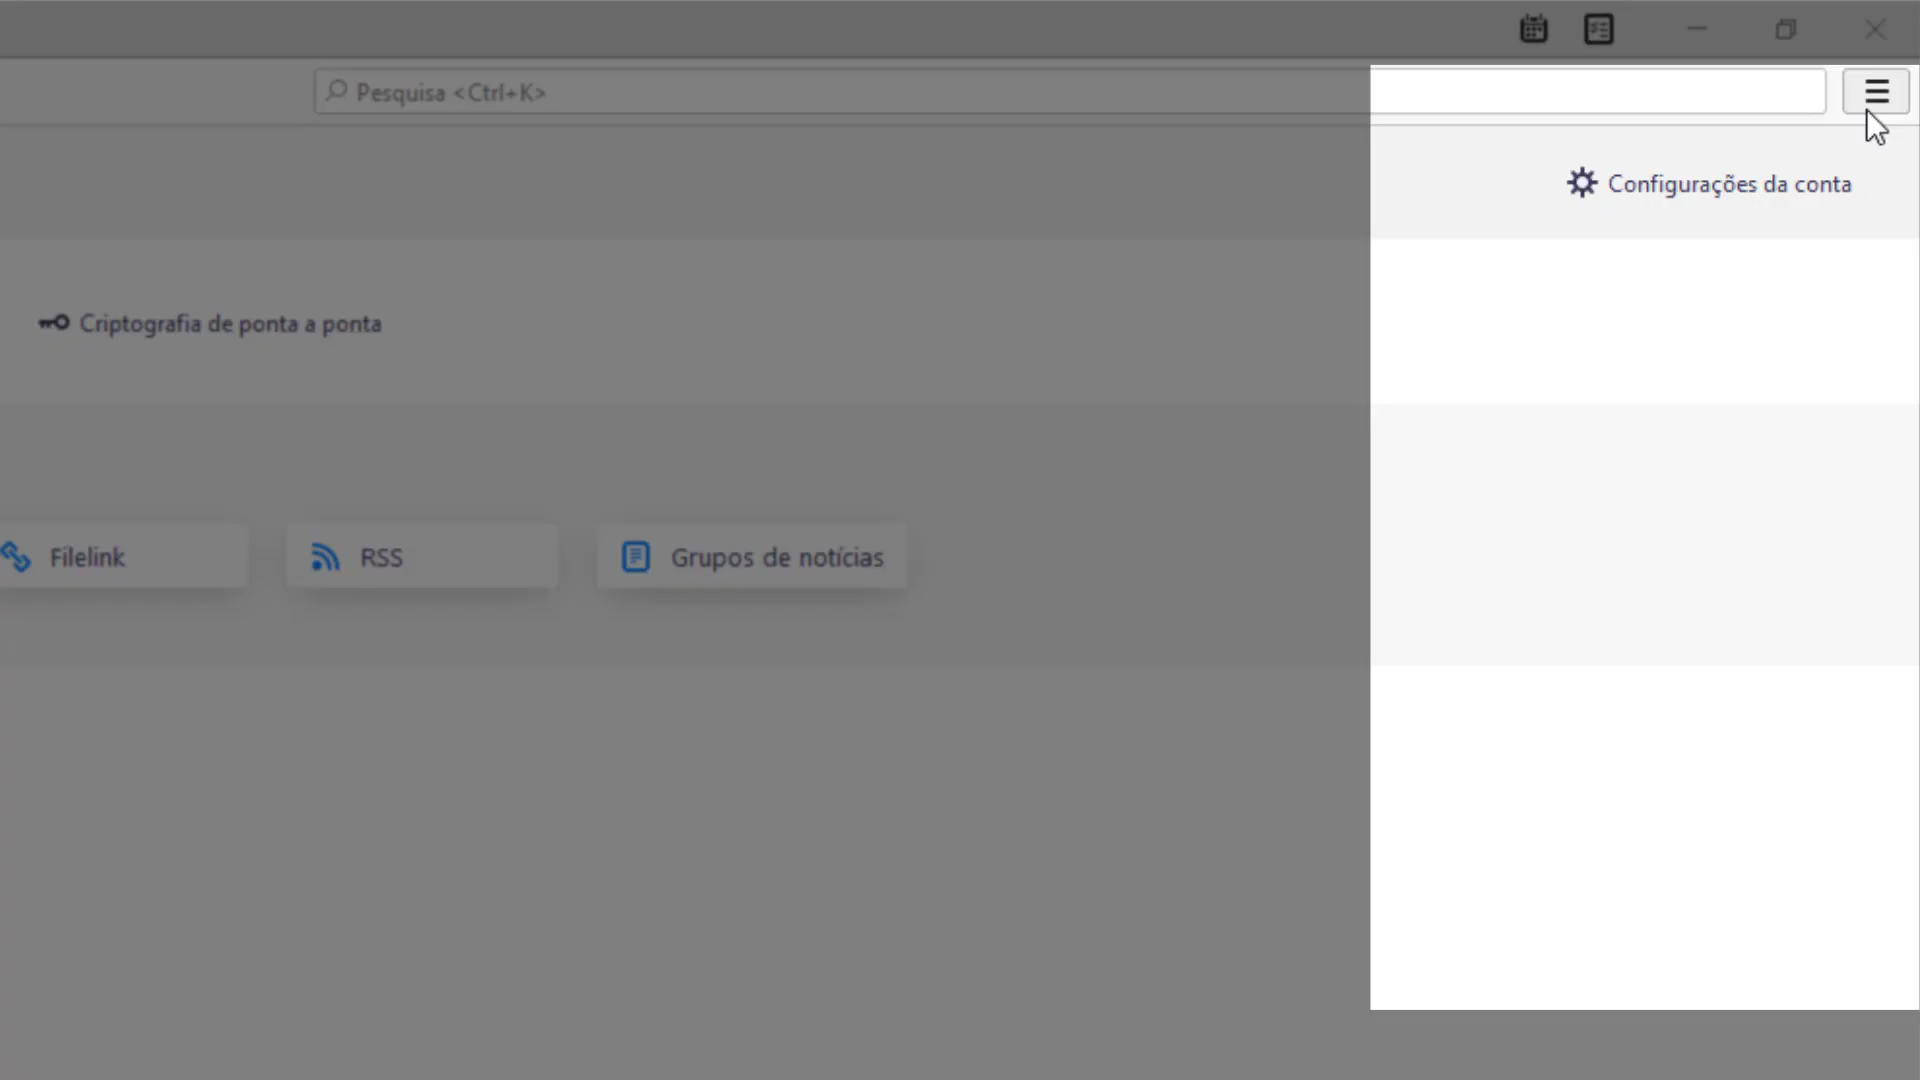 Pesquisa <Ctrl+K>
Configurações da conta
Criptografia de ponta a ponta
Filelink
RSS
Grupos de notícias